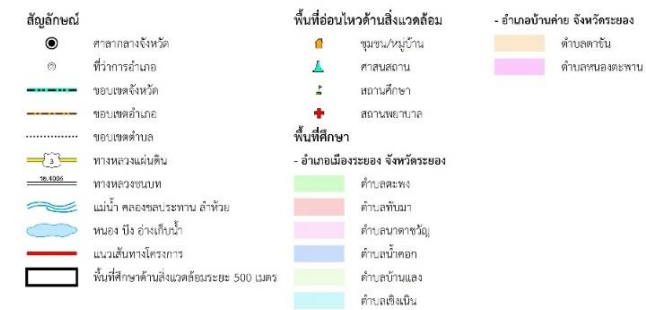 สัญลักษณ์
ศาลากลางจังหวัด
ที่ว่าการอำเภอ
ขอบเขตจังหวัด
ขอบเขตอำเภอ
ขอบเขตตำบล
3
ทางหลวงแผ่นดิน
รย.4036
ทางหลวงชนบท
แม่น้ำ คลองชลประทาน ลำห้วย
หนอง บึง อ่างเก็บน้ำ
แนวเส้นทางโครงการ
พื้นที่ศึกษาด้านสิ่งแวดล้อมระยะ 500 เมตร
พื้นที่อ่อนไหวด้านสิ่งแวดล้อม
ชุมชน/หมู่บ้าน
ศาสนสถาน
สถานศึกษา
สถานพยาบาล
พื้นที่ศึกษา
- อำเภอเมืองระยอง จังหวัดระยอง
ตำบลตะพง
ตำบลทับมา
ตำบลนาตาขวัญ
ตำบลน้ำคอก
ตำบลบ้านแลง
ตำบลเชิงเนิน
- อำเภอบ้านค่าย จังหวัดระยอง
ตำบลตาขัน
ตำบลหนองตะพาน